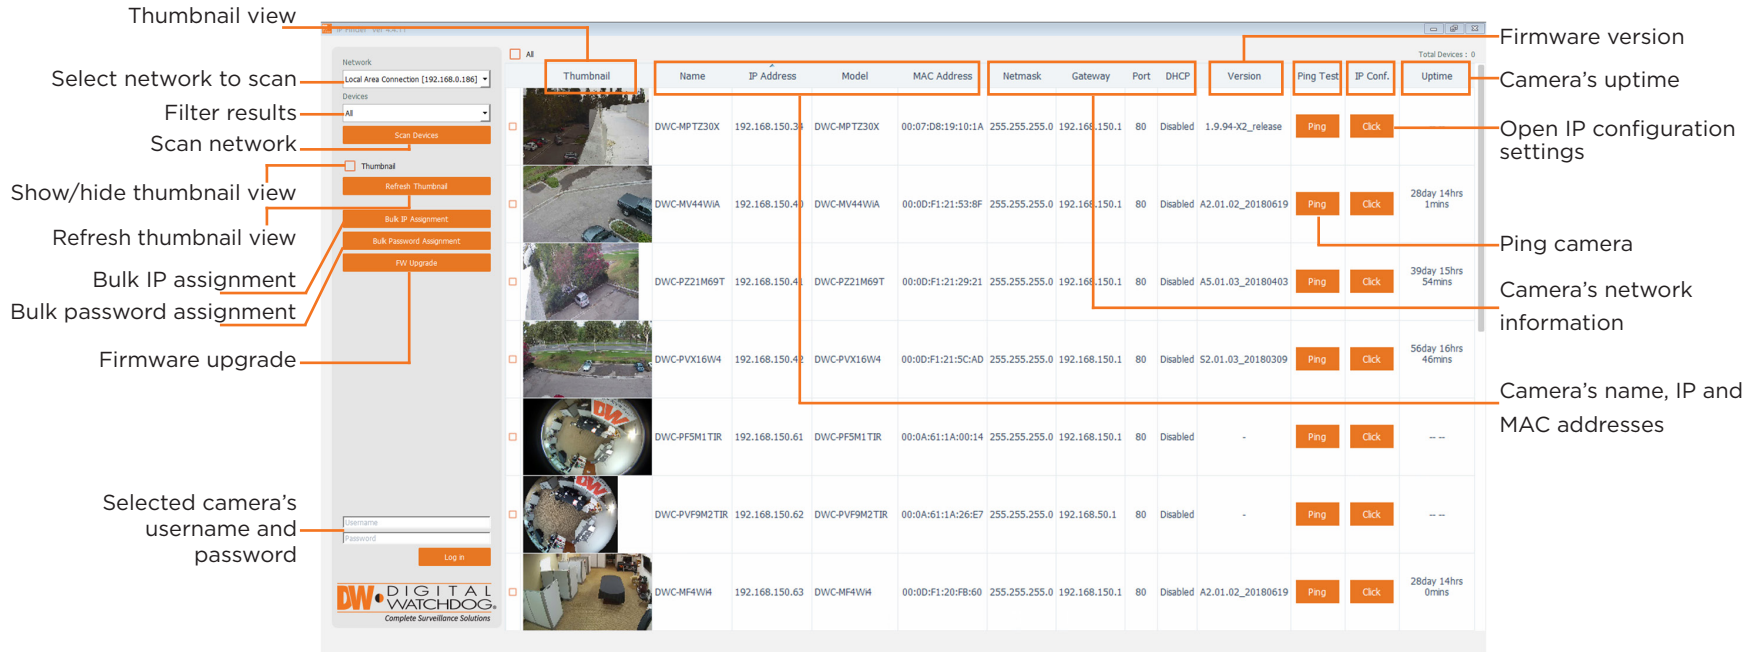 Thumbnail view
Select network to scan
Filter results
Scan network
Show/hide thumbnail view
Refresh thumbnail view
Bulk IP assignment
Bulk password assignment
Firmware upgrade
Selected camera's
username and
password
IP Finder Ver 4.4.11
Network
Local Area Connection [192.168.0.186]
Devices
All
Scan Devices
Thumbnail
Refresh Thumbnail
Bulk IP Assignment
Bulk Password Assignment
FW Upgrade
Username
Password
Log in
DW DIGITAL
WATCHDOG®
Complete Surveillance Solutions
All
Total Devices : 0
Thumbnail Name IP Address Model MAC Address Netmask Gateway Port DHCP Version Ping Test IP Conf. Uptime
DWC-MPTZ30X 192.168.150.34 DWC-MPTZ30X 00:07:D8:19:10:1A 255.255.255.0 192.168.150.1 80 Disabled 1.9.94-X2_release Ping Click
DWC-MV44WiA 192.168.150.40 DWC-MV44WiA 00:0D:F1:21:53:8F 255.255.255.0 192.168.150.1 80 Disabled A2.01.02_20180619 Ping Click 28day 14hrs
1mins
DWC-PZ21M69T 192.168.150.41 DWC-PZ21M69T 00:0D:F1:21:29:21 255.255.255.0 192.168.150.1 80 Disabled A5.01.03_20180403 Ping Click 39day 15hrs
54mins
DWC-PVX16W4 192.168.150.42 DWC-PVX16W4 00:0D:F1:21:5C:AD 255.255.255.0 192.168.150.1 80 Disabled S2.01.03_20180309 Ping Click 56day 16hrs
46mins
DWC-PF5M1TIR 192.168.150.61 DWC-PF5M1TIR 00:0A:61:1A:00:14 255.255.255.0 192.168.150.1 80 Disabled - Ping Click -- --
DWC-PVF9M2TIR 192.168.150.62 DWC-PVF9M2TIR 00:0A:61:1A:26:E7 255.255.255.0 192.168.50.1 80 Disabled - Ping Click -- --
DWC-MF4Wi4 192.168.150.63 DWC-MF4Wi4 00:0D:F1:20:FB:60 255.255.255.0 192.168.150.1 80 Disabled A2.01.02_20180619 Ping Click 28day 14hrs
0mins
Firmware version
Camera's uptime
Open IP configuration
settings
Ping camera
Camera's network
information
Camera's name, IP and
MAC addresses